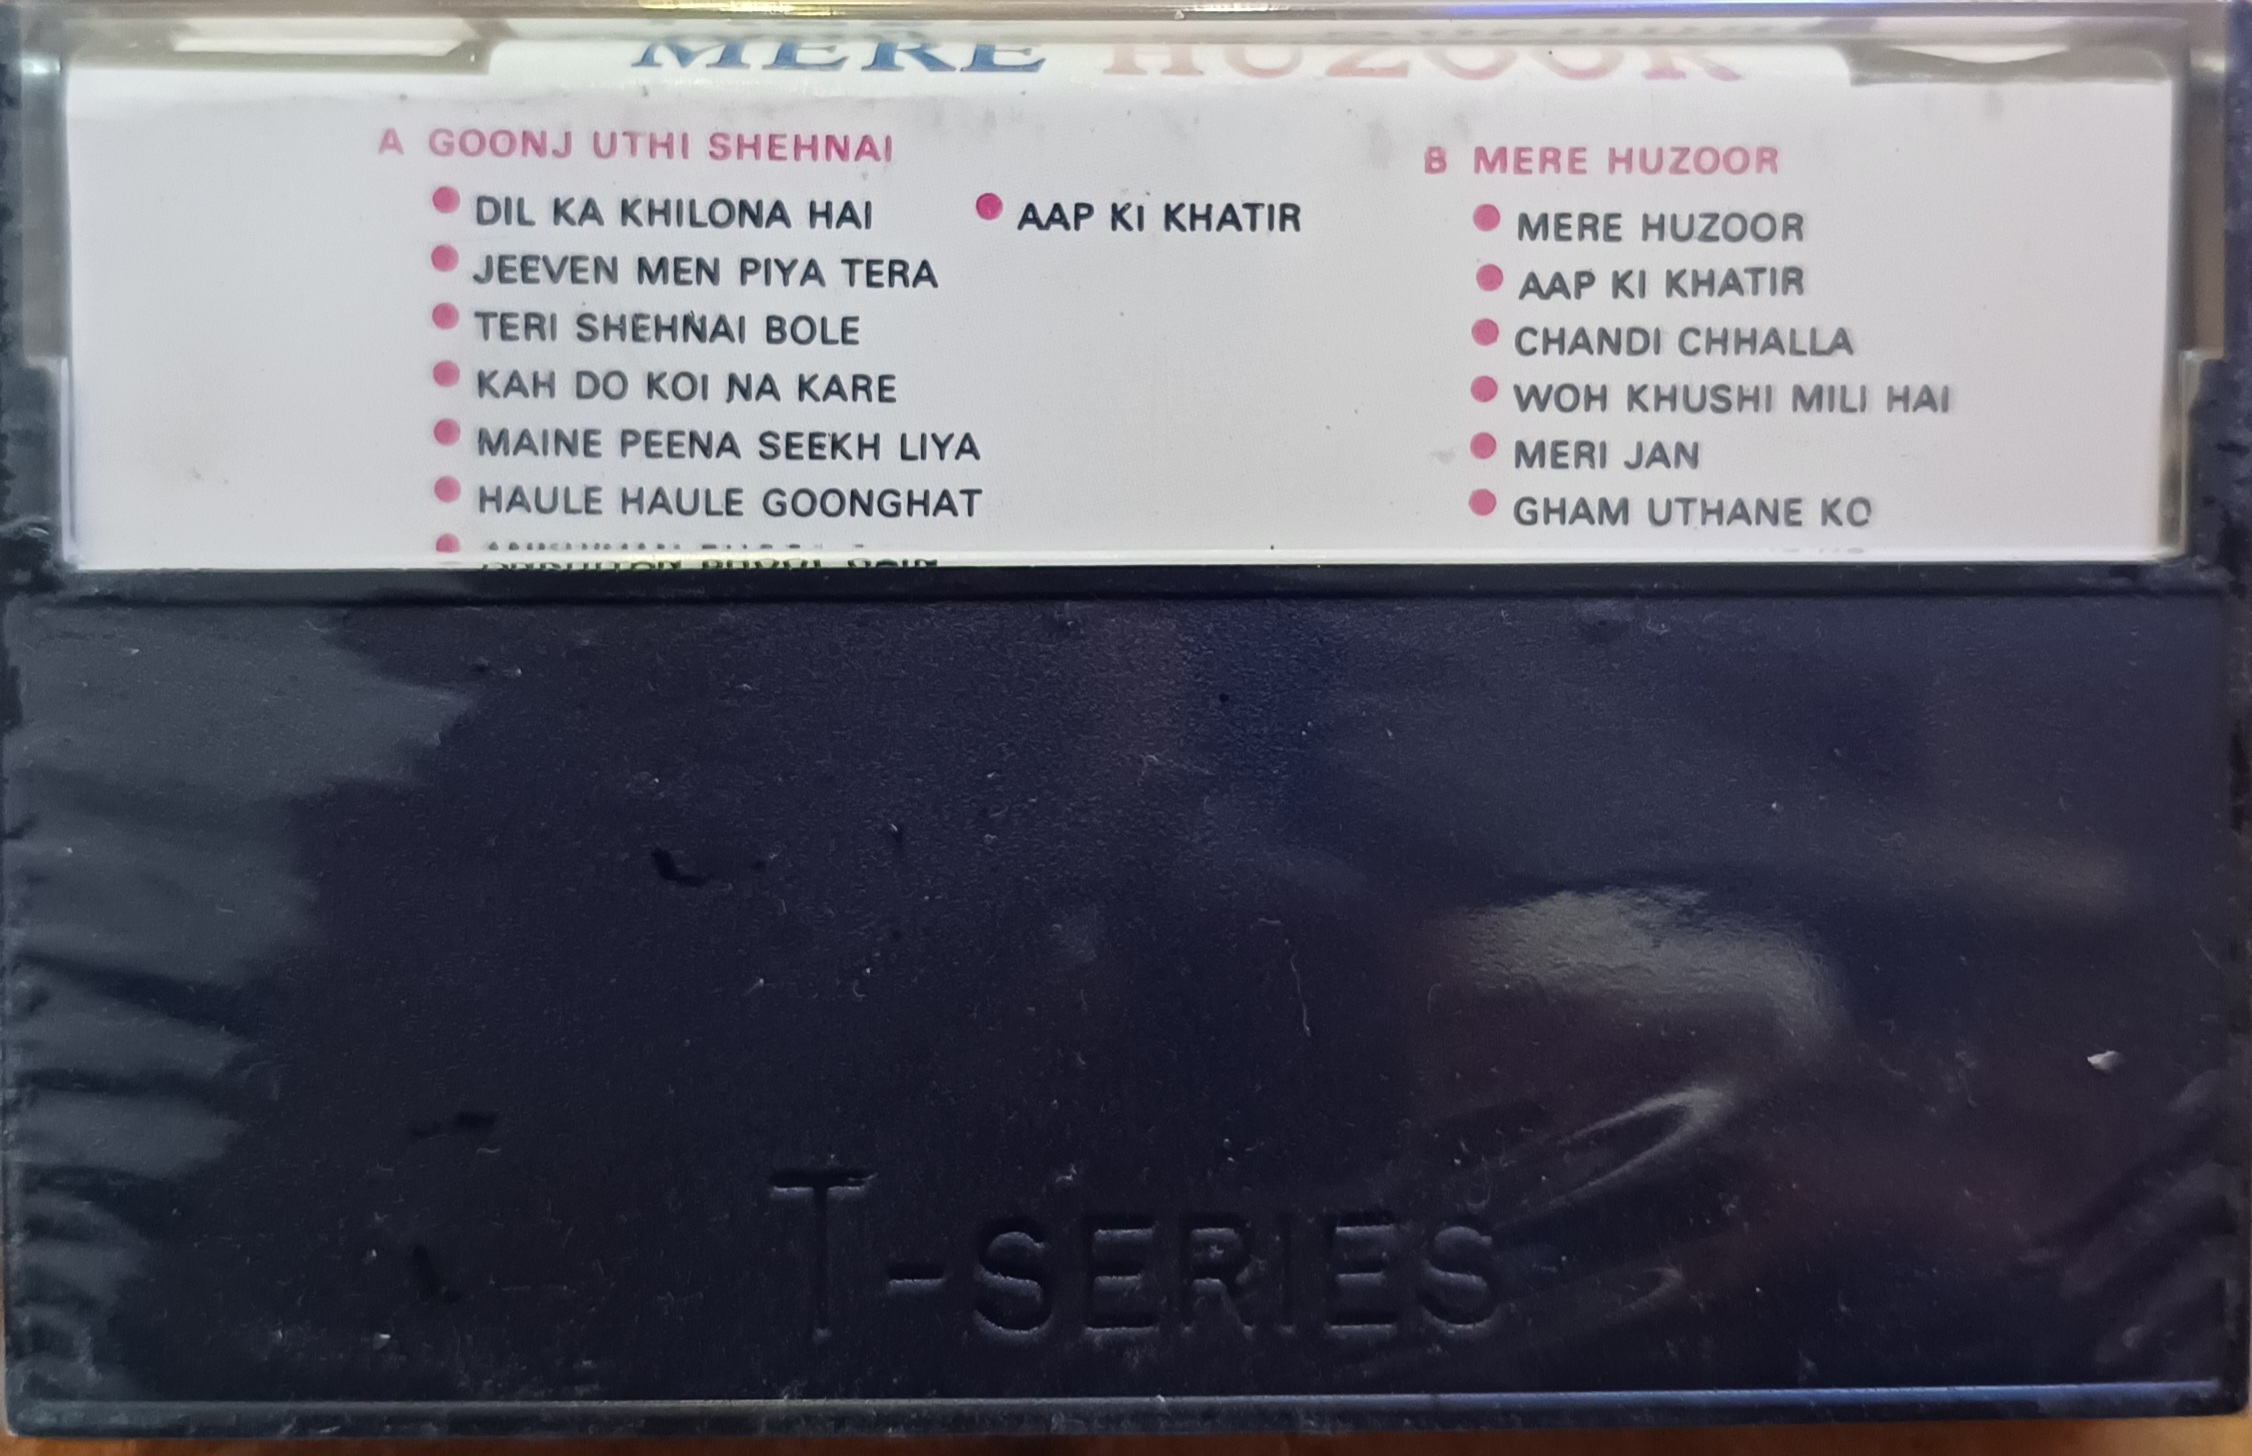 MERE HUZOOR
A GOONJ UTHI SHEHNAI
DIL KA KHILONA HAI
JEEVEN MEN PIYA TERA
TERI SHEHNAI BOLE
KAH DO KOI NA KARE
MAINE PEENA SEEKH LIYA
HAULE HAULE GOONGHAT
AAP KI KHATIR
B MERE HUZOOR
MERE HUZOOR
AAP KI KHATIR
CHANDI CHHALLA
WOH KHUSHI MILI HAI
MERI JAN
GHAM UTHANE KO
T-SERIES